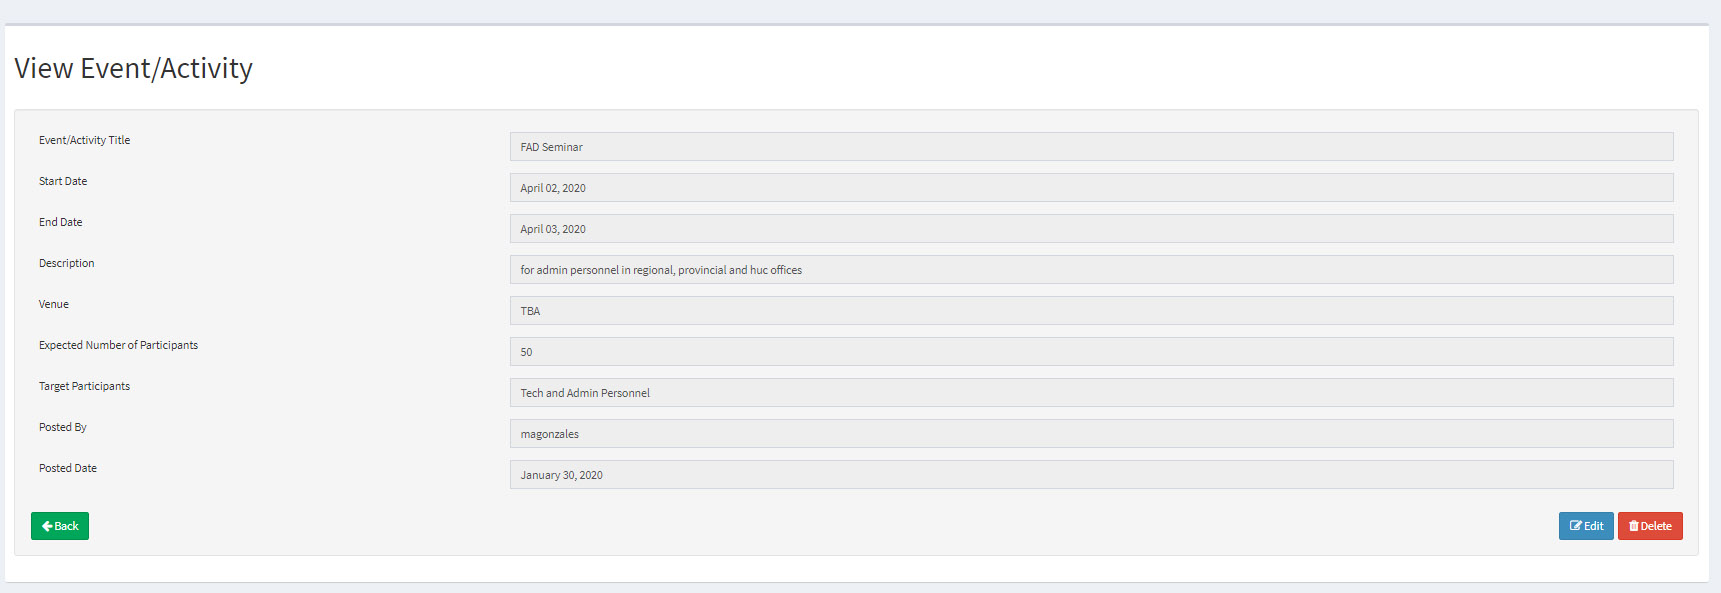 View Event/Activity
Event/Activity Title
FAD Seminar
Start Date
April 02, 2020
End Date
April 03, 2020
Description
for admin personnel in regional, provincial and huc offices
Venue
TBA
Expected Number of Participants
50
Target Participants
Tech and Admin Personnel
Posted By
magonzales
Posted Date
January 30, 2020
Back
Edit
Delete